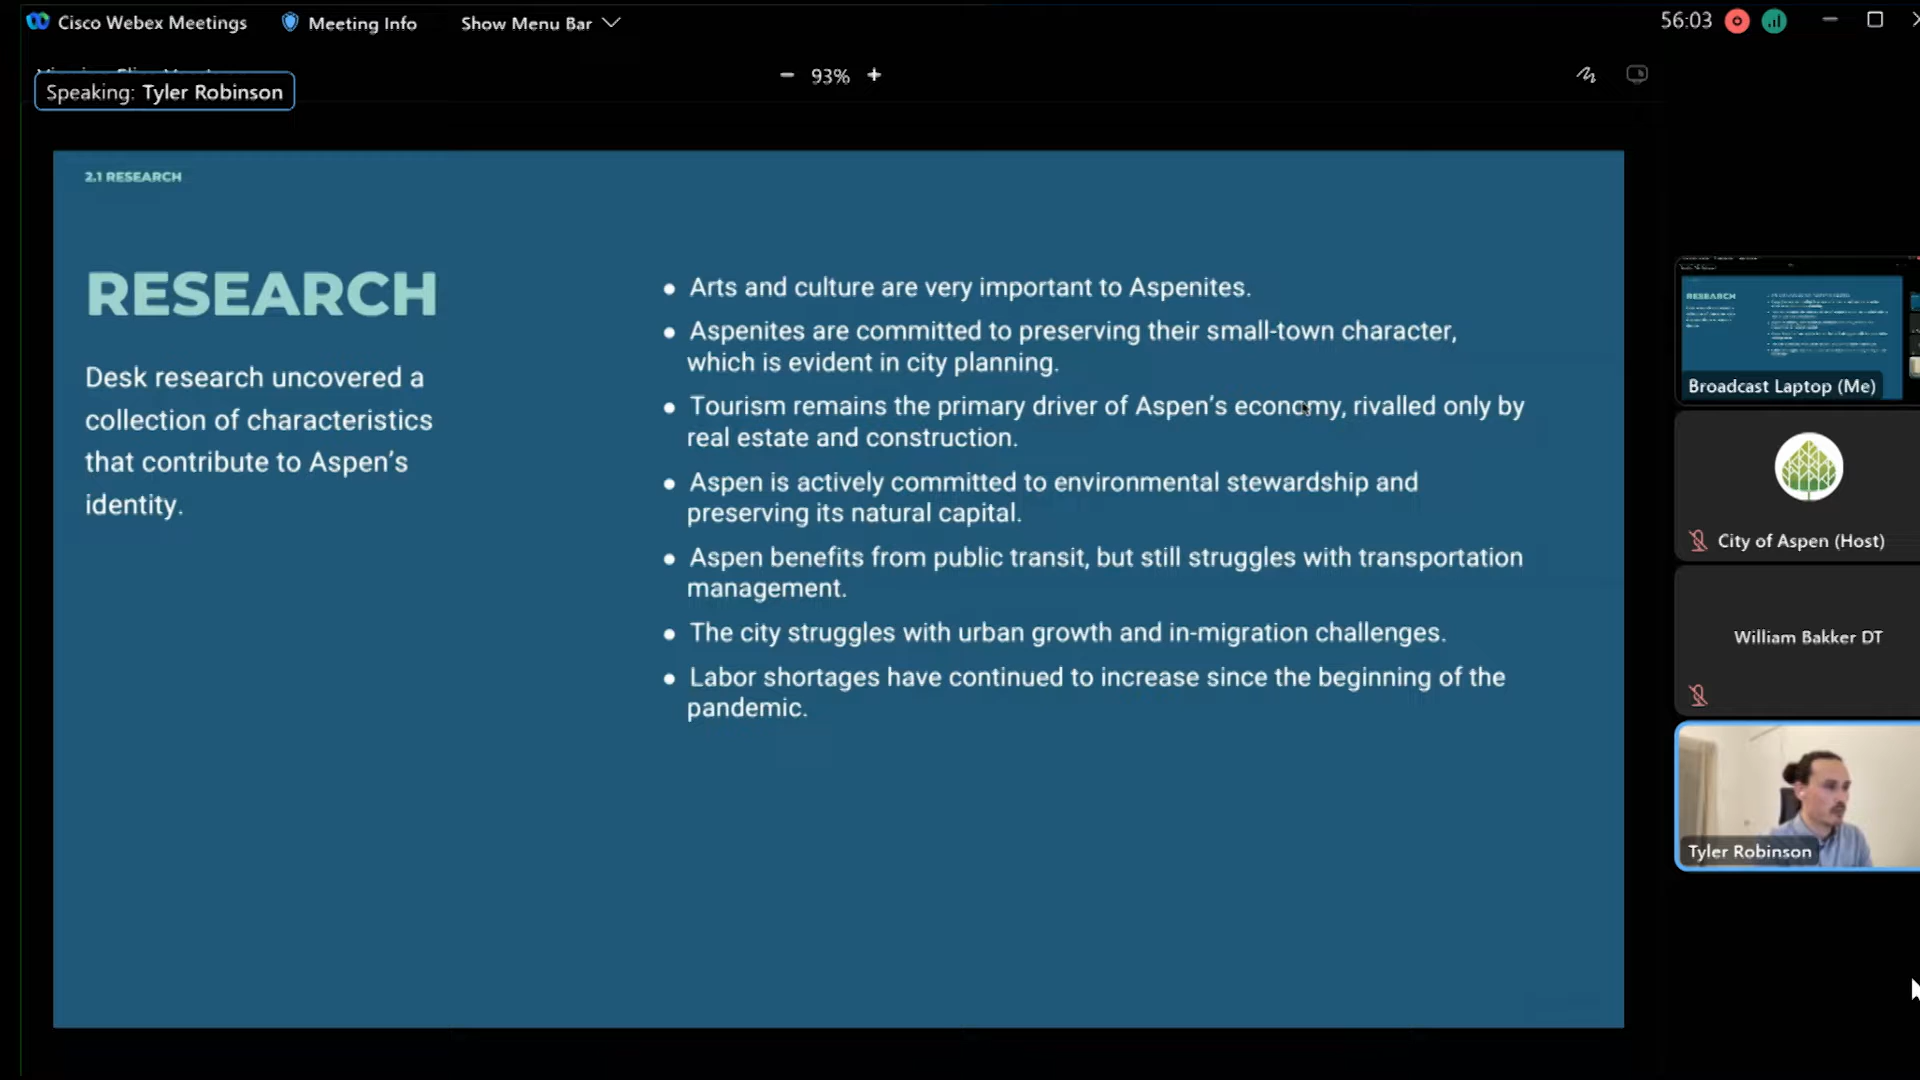 Cisco Webex Meetings
Meeting Info
Show Menu Bar
56:03
Speaking: Tyler Robinson
93%
2.1 RESEARCH
RESEARCH
Desk research uncovered a
collection of characteristics
that contribute to Aspen's
identity.
Arts and culture are very important to Aspenites.
Aspenites are committed to preserving their small-town character,
which is evident in city planning.
Tourism remains the primary driver of Aspen's economy, rivalled only by
real estate and construction.
Aspen is actively committed to environmental stewardship and
preserving its natural capital.
Aspen benefits from public transit, but still struggles with transportation
management.
The city struggles with urban growth and in-migration challenges.
Labor shortages have continued to increase since the beginning of the
pandemic.
RESEARCH
Broadcast Laptop (Me)
City of Aspen (Host)
William Bakker DT
Tyler Robinson